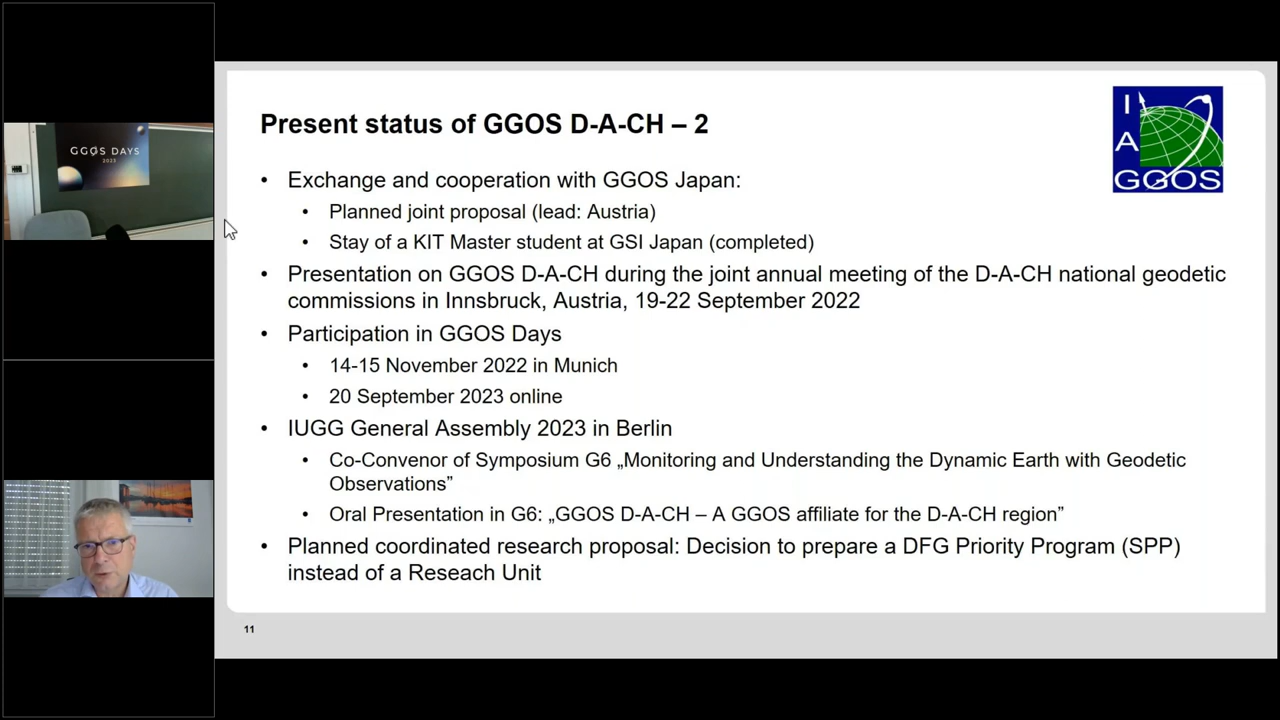 GGOS DAYS
2023
Present status of GGOS D-A-CH – 2
I
A
GGOS
• Exchange and cooperation with GGOS Japan:
• Planned joint proposal (lead: Austria)
• Stay of a KIT Master student at GSI Japan (completed)
• Presentation on GGOS D-A-CH during the joint annual meeting of the D-A-CH national geodetic
commissions in Innsbruck, Austria, 19-22 September 2022
• Participation in GGOS Days
• 14-15 November 2022 in Munich
• 20 September 2023 online
• IUGG General Assembly 2023 in Berlin
• Co-Convenor of Symposium G6 „Monitoring and Understanding the Dynamic Earth with Geodetic
Observations”
• Oral Presentation in G6: „GGOS D-A-CH – A GGOS affiliate for the D-A-CH region”
• Planned coordinated research proposal: Decision to prepare a DFG Priority Program (SPP)
instead of a Reseach Unit
11